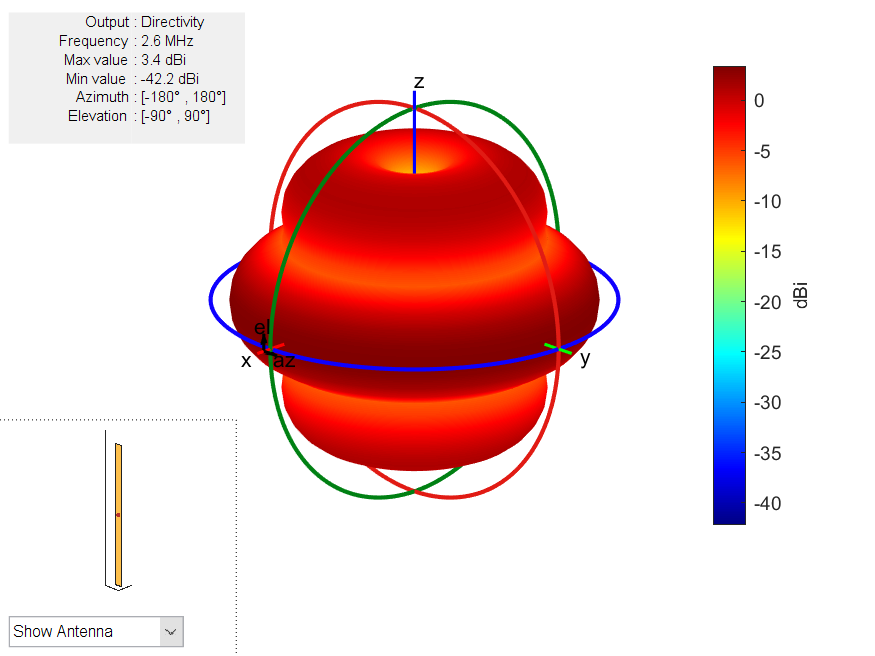 Output : Directivity
Frequency : 2.6 MHz
Max value : 3.4 dBi
Min value : -42.2 dBi
Azimuth : [-180° , 180°]
Elevation : [-90° , 90°]
z
el
x
az
y
0
-5
-10
-15
-20
-25
-30
-35
-40
dBi
Show Antenna